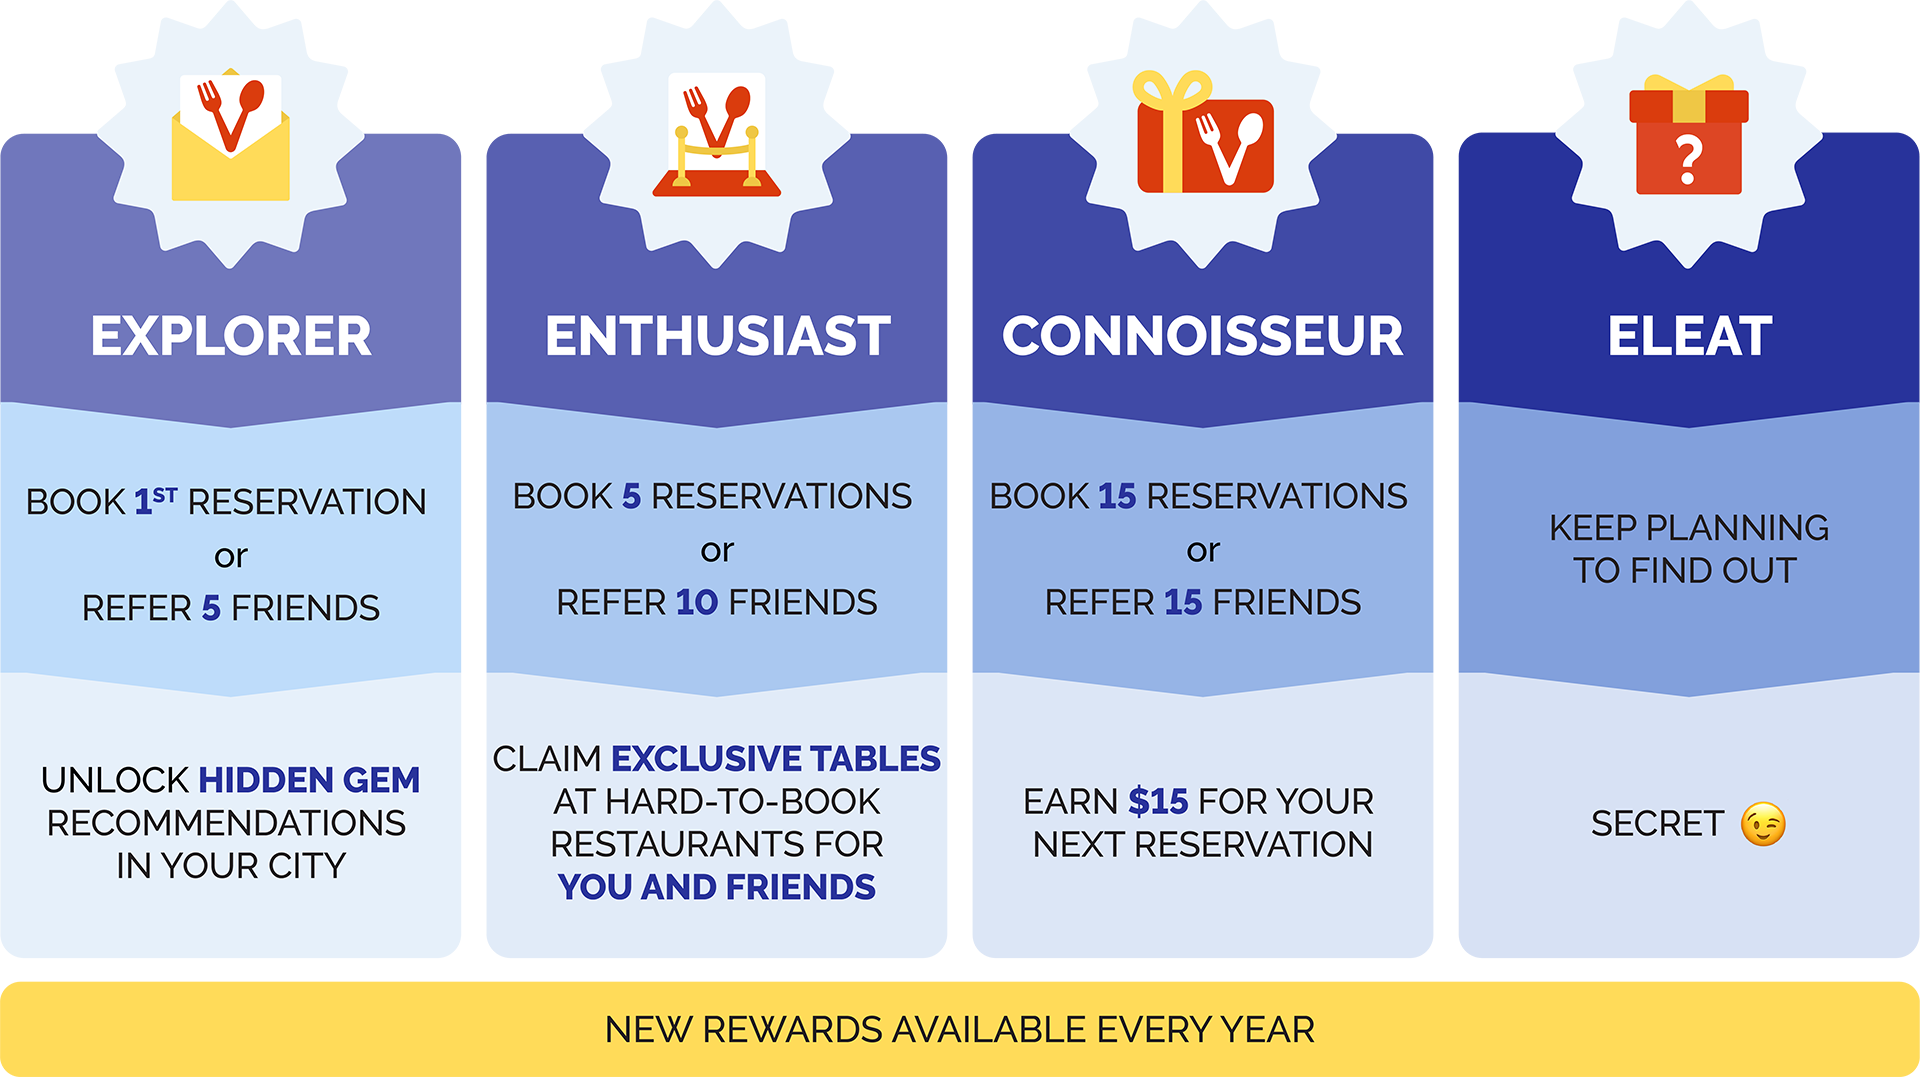 EXPLORER
BOOK 1ST RESERVATION
or
REFER 5 FRIENDS
UNLOCK HIDDEN GEM
RECOMMENDATIONS
IN YOUR CITY
ENTHUSIAST
BOOK 5 RESERVATIONS
or
REFER 10 FRIENDS
CLAIM EXCLUSIVE TABLES
AT HARD-TO-BOOK
RESTAURANTS FOR
YOU AND FRIENDS
CONNOISSEUR
BOOK 15 RESERVATIONS
or
REFER 15 FRIENDS
EARN $15 FOR YOUR
NEXT RESERVATION
?
ELEAT
KEEP PLANNING
TO FIND OUT
SECRET 😉
NEW REWARDS AVAILABLE EVERY YEAR